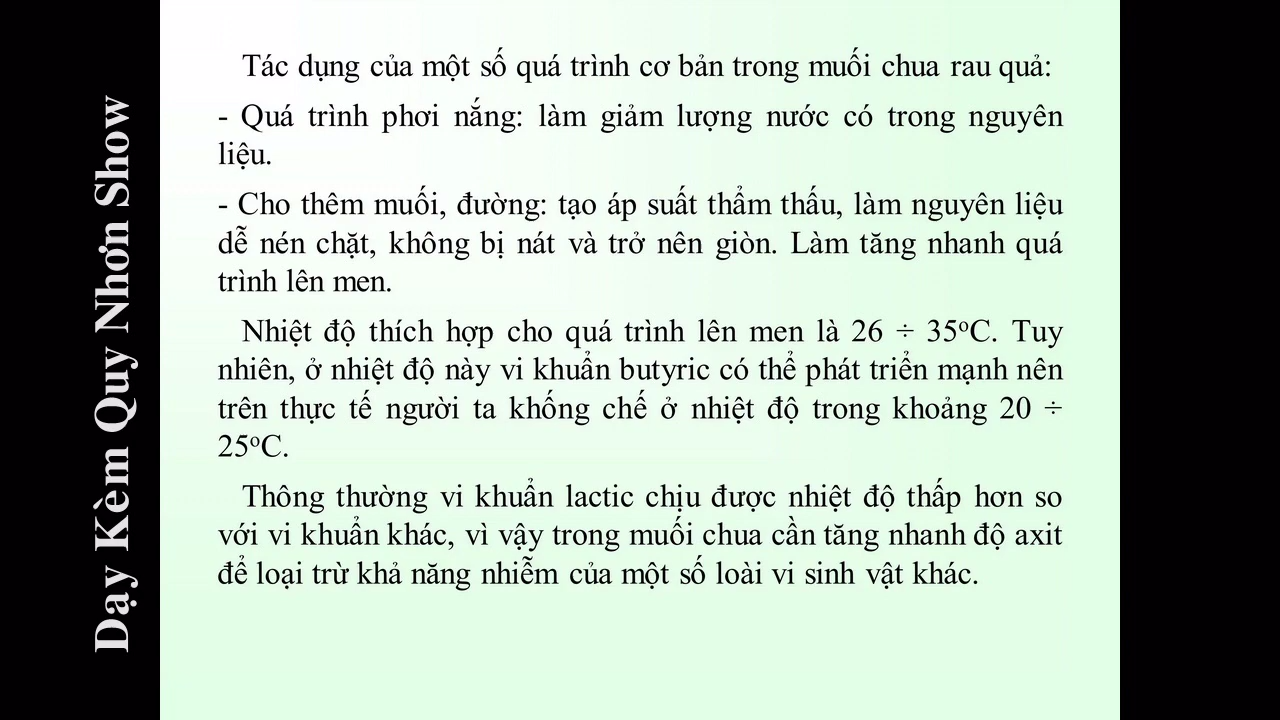 Tác dụng của một số quá trình cơ bản trong muối chua rau quả:
- Quá trình phơi nắng: làm giảm lượng nước có trong nguyên
liệu.
- Cho thêm muối, đường: tạo áp suất thẩm thấu, làm nguyên liệu
dễ nén chặt, không bị nát và trở nên giòn. Làm tăng nhanh quá
trình lên men.
Nhiệt độ thích hợp cho quá trình lên men là 26 ÷ 35ºC. Tuy
nhiên, ở nhiệt độ này vi khuẩn butyric có thể phát triển mạnh nên
trên thực tế người ta khống chế ở nhiệt độ trong khoảng 20 ÷
25ºC.
Thông thường vi khuẩn lactic chịu được nhiệt độ thấp hơn so
với vi khuẩn khác, vì vậy trong muối chua cần tăng nhanh độ axit
để loại trừ khả năng nhiễm của một số loài vi sinh vật khác.
Dạy Kèm Quy Nhơn Show